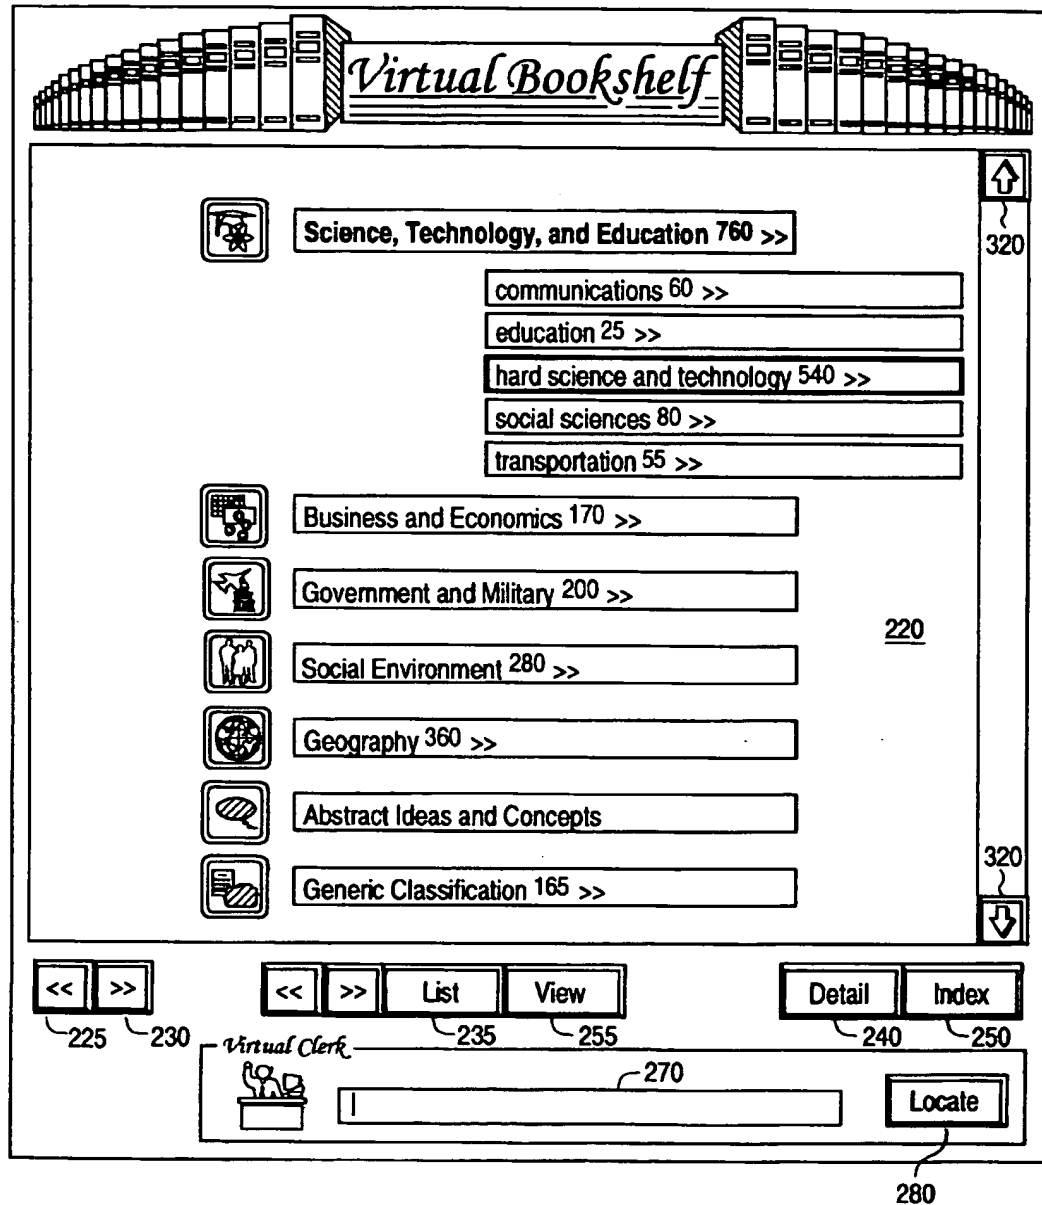 Virtual Bookshelf
Science, Technology, and Education 760 >>
320
communications 60 >>
education 25 >>
hard science and technology 540 >>
social sciences 80 >>
transportation 55 >>
Business and Economics 170 >>
Government and Military 200 >>
220
Social Environment 280 >>
Geography 360 >>
Abstract Ideas and Concepts
320
Generic Classification 165 >>
<< >> << >> List View Detail Index
225 230 235 255 240 250
Virtual Clerk
270
Locate
280